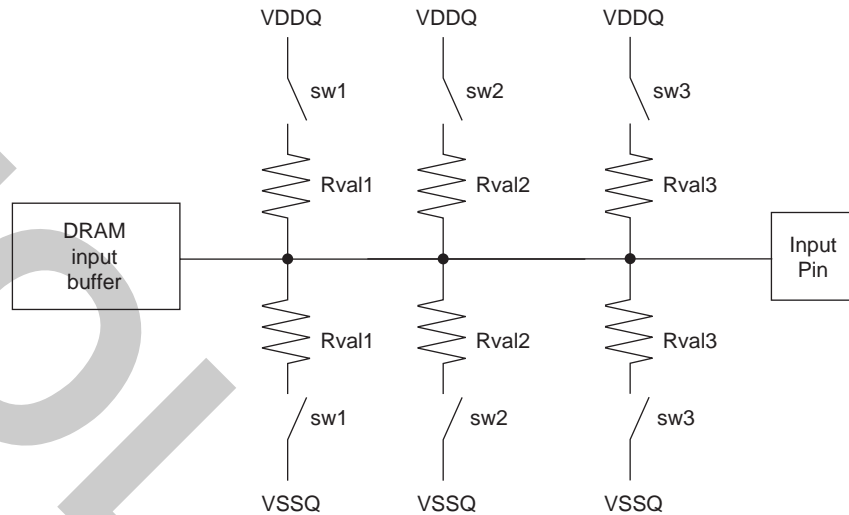 VDDQ VDDQ VDDQ
sw1 sw2 sw3
Rval1 Rval2 Rval3
DRAM
input
buffer
Input
Pin
Rval1 Rval2 Rval3
sw1 sw2 sw3
VSSQ VSSQ VSSQ